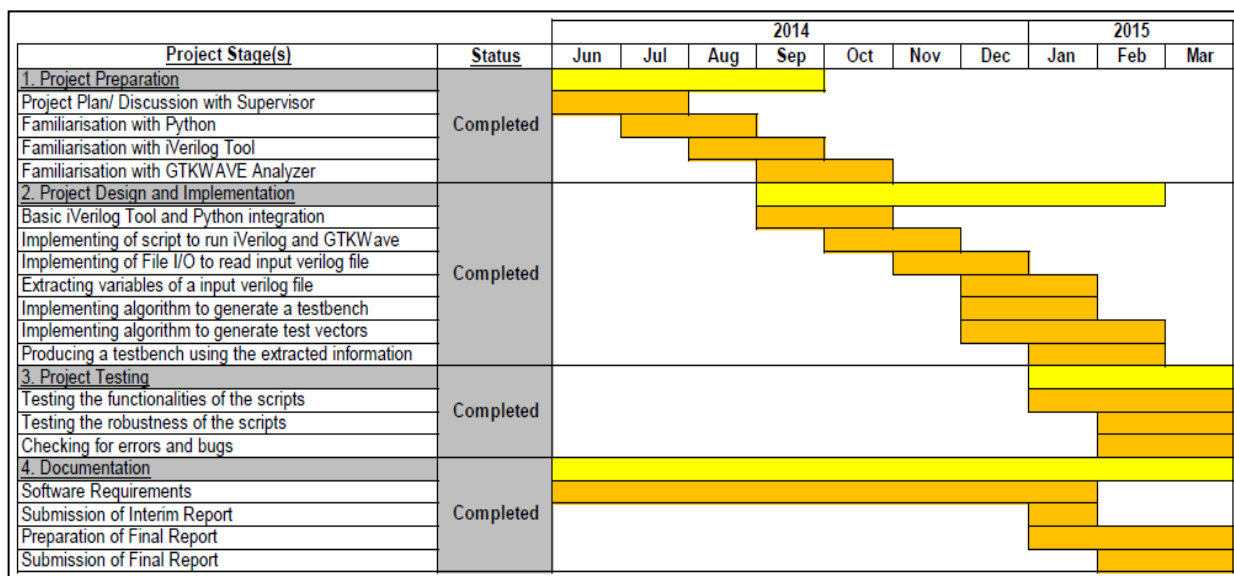 2014 2015
Project Stage(s) Status Jun Jul Aug Sep Oct Nov Dec Jan Feb Mar
1. Project Preparation
Project Plan/ Discussion with Supervisor
Familiarisation with Python Completed
Familiarisation with iVerilog Tool
Familiarisation with GTKWAVE Analyzer
2. Project Design and Implementation
Basic iVerilog Tool and Python integration
Implementing of script to run iVerilog and GTKWave
Implementing of File I/O to read input verilog file Completed
Extracting variables of a input verilog file
Implementing algorithm to generate a testbench
Implementing algorithm to generate test vectors
Producing a testbench using the extracted information
3. Project Testing
Testing the functionalities of the scripts Completed
Testing the robustness of the scripts
Checking for errors and bugs
4. Documentation
Software Requirements
Submission of Interim Report Completed
Preparation of Final Report
Submission of Final Report